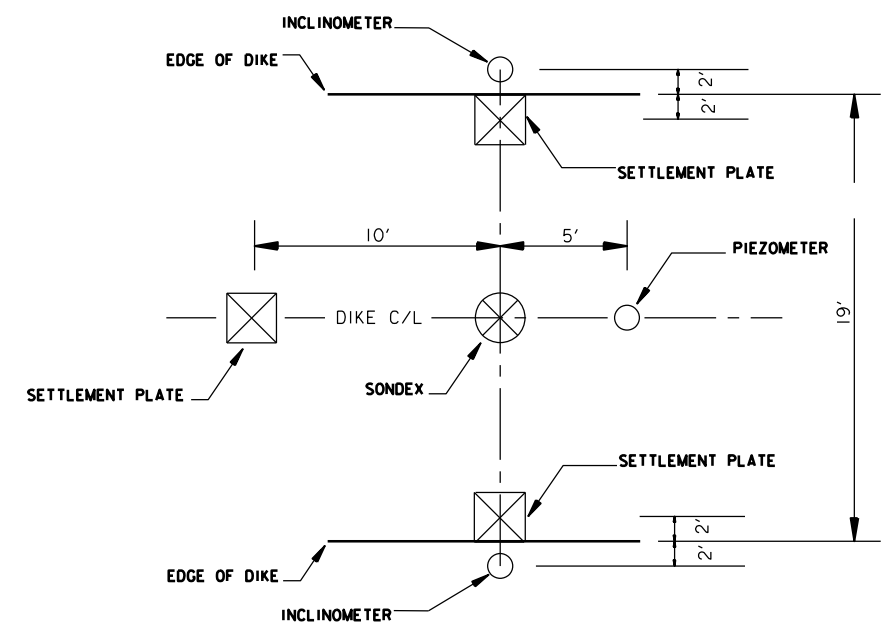 INCLINOMETER
EDGE OF DIKE
2'
2'
SETTLEMENT PLATE
10'
5'
PIEZOMETER
DIKE C/L
19'
SETTLEMENT PLATE
SONDEX
SETTLEMENT PLATE
2'
2'
EDGE OF DIKE
INCLINOMETER